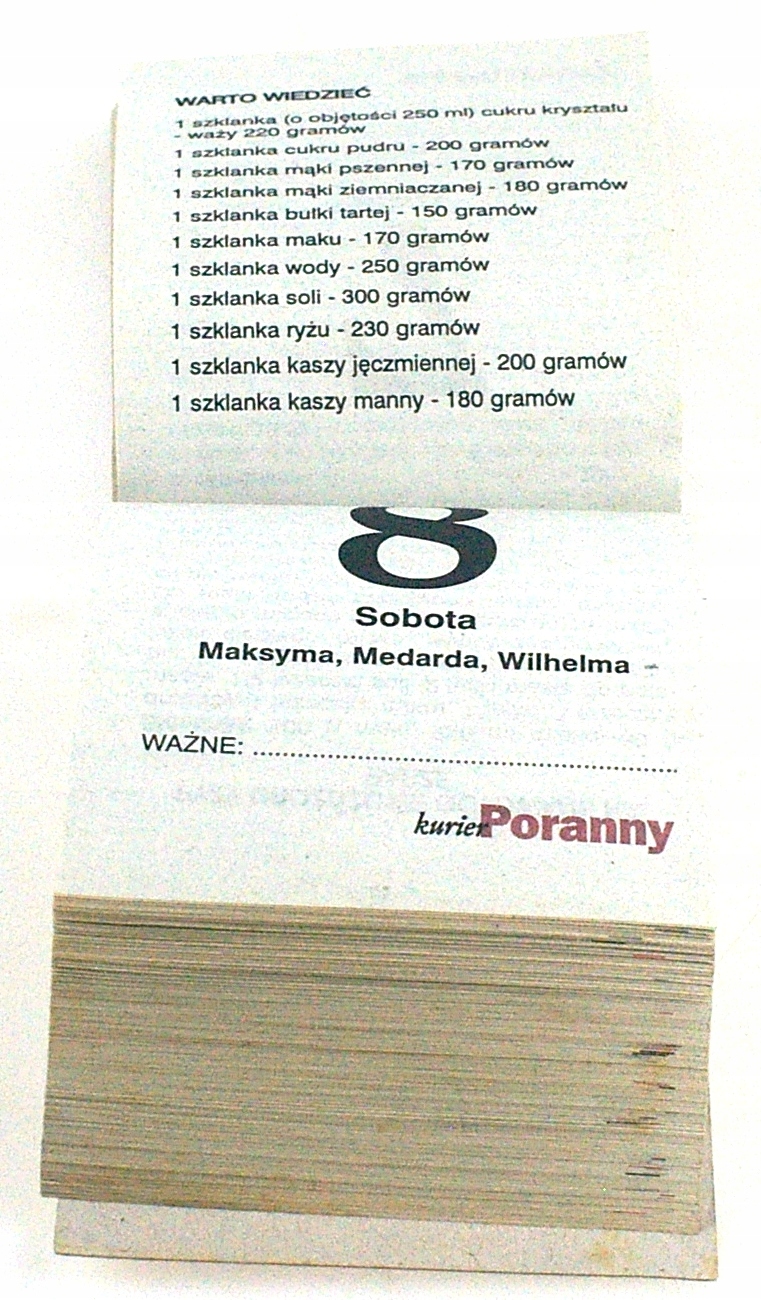 WARTO WIEDZIEĆ
1 szklanka (o objętości 250 ml) cukru kryształu
- waży 220 gramów
1 szklanka cukru pudru - 200 gramów
1 szklanka mąki pszennej - 170 gramów
1 szklanka mąki ziemniaczanej - 180 gramów
1 szklanka bułki tartej - 150 gramów
1 szklanka maku - 170 gramów
1 szklanka wody - 250 gramów
1 szklanka soli - 300 gramów
1 szklanka ryżu - 230 gramów
1 szklanka kaszy jęczmiennej - 200 gramów
1 szklanka kaszy manny - 180 gramów
8
Sobota
Maksyma, Medarda, Wilhelma
WAŻNE: ................................................
kurier Poranny